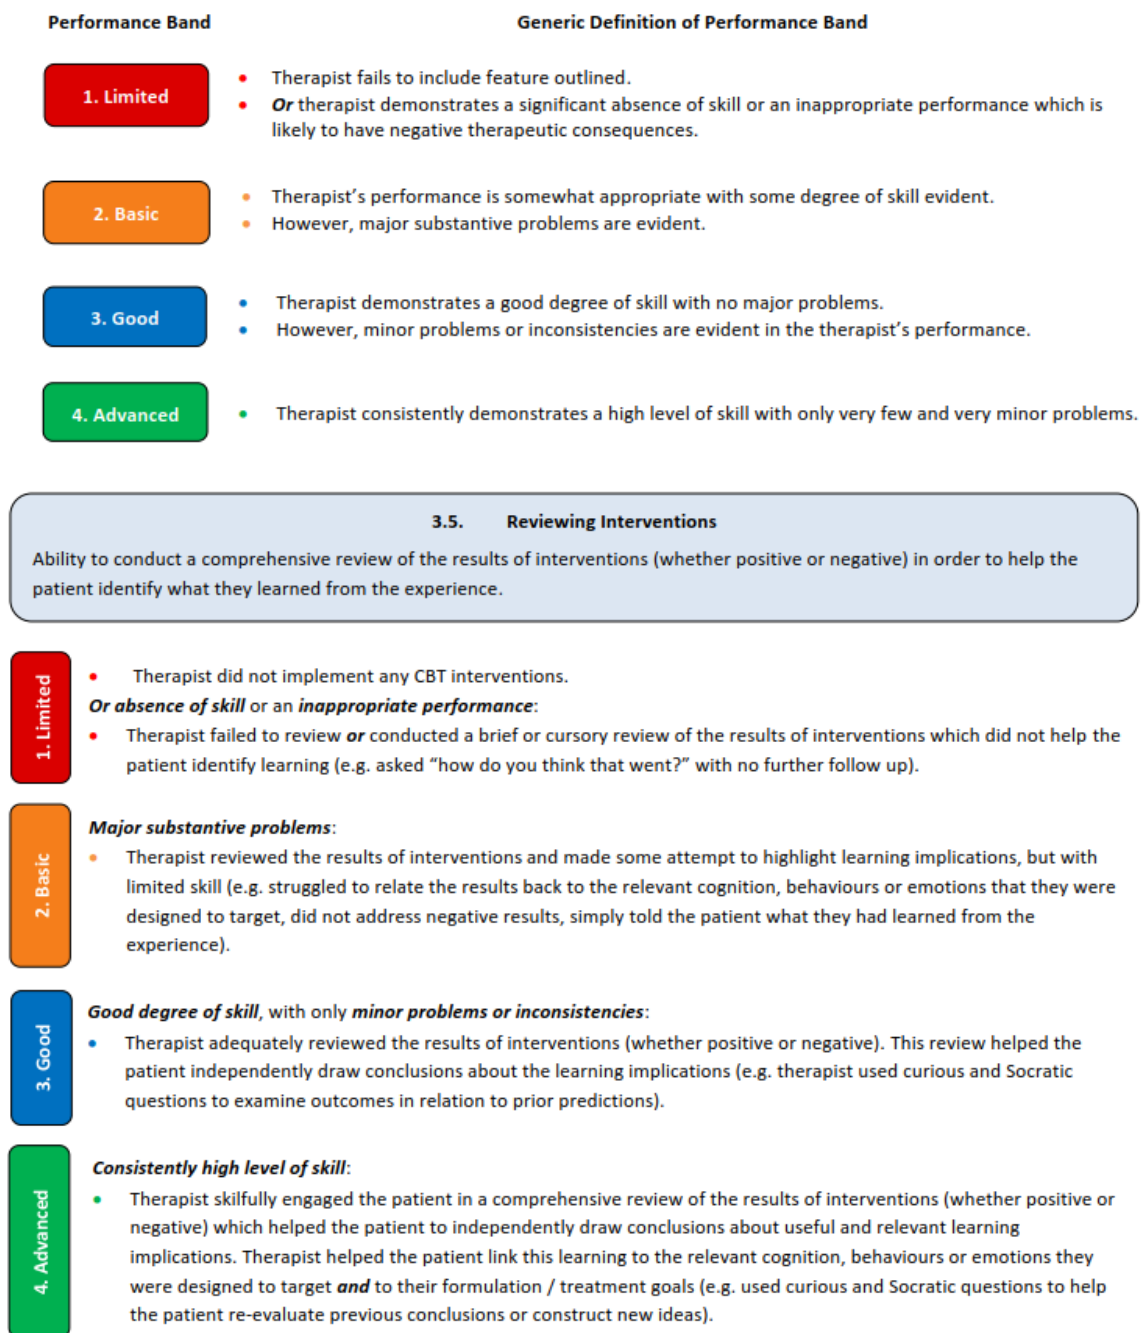 Performance Band Generic Definition of Performance Band
1. Limited
• Therapist fails to include feature outlined.
• Or therapist demonstrates a significant absence of skill or an inappropriate performance which is
likely to have negative therapeutic consequences.
2. Basic
• Therapist’s performance is somewhat appropriate with some degree of skill evident.
• However, major substantive problems are evident.
3. Good
• Therapist demonstrates a good degree of skill with no major problems.
• However, minor problems or inconsistencies are evident in the therapist’s performance.
4. Advanced
• Therapist consistently demonstrates a high level of skill with only very few and very minor problems.
3.5. Reviewing Interventions
Ability to conduct a comprehensive review of the results of interventions (whether positive or negative) in order to help the
patient identify what they learned from the experience.
1. Limited
• Therapist did not implement any CBT interventions.
Or absence of skill or an inappropriate performance:
• Therapist failed to review or conducted a brief or cursory review of the results of interventions which did not help the
patient identify learning (e.g. asked “how do you think that went?” with no further follow up).
2. Basic
Major substantive problems:
• Therapist reviewed the results of interventions and made some attempt to highlight learning implications, but with
limited skill (e.g. struggled to relate the results back to the relevant cognition, behaviours or emotions that they were
designed to target, did not address negative results, simply told the patient what they had learned from the
experience).
3. Good
Good degree of skill, with only minor problems or inconsistencies:
• Therapist adequately reviewed the results of interventions (whether positive or negative). This review helped the
patient independently draw conclusions about the learning implications (e.g. therapist used curious and Socratic
questions to examine outcomes in relation to prior predictions).
4. Advanced
Consistently high level of skill:
• Therapist skilfully engaged the patient in a comprehensive review of the results of interventions (whether positive or
negative) which helped the patient to independently draw conclusions about useful and relevant learning
implications. Therapist helped the patient link this learning to the relevant cognition, behaviours or emotions they
were designed to target and to their formulation / treatment goals (e.g. used curious and Socratic questions to help
the patient re-evaluate previous conclusions or construct new ideas).